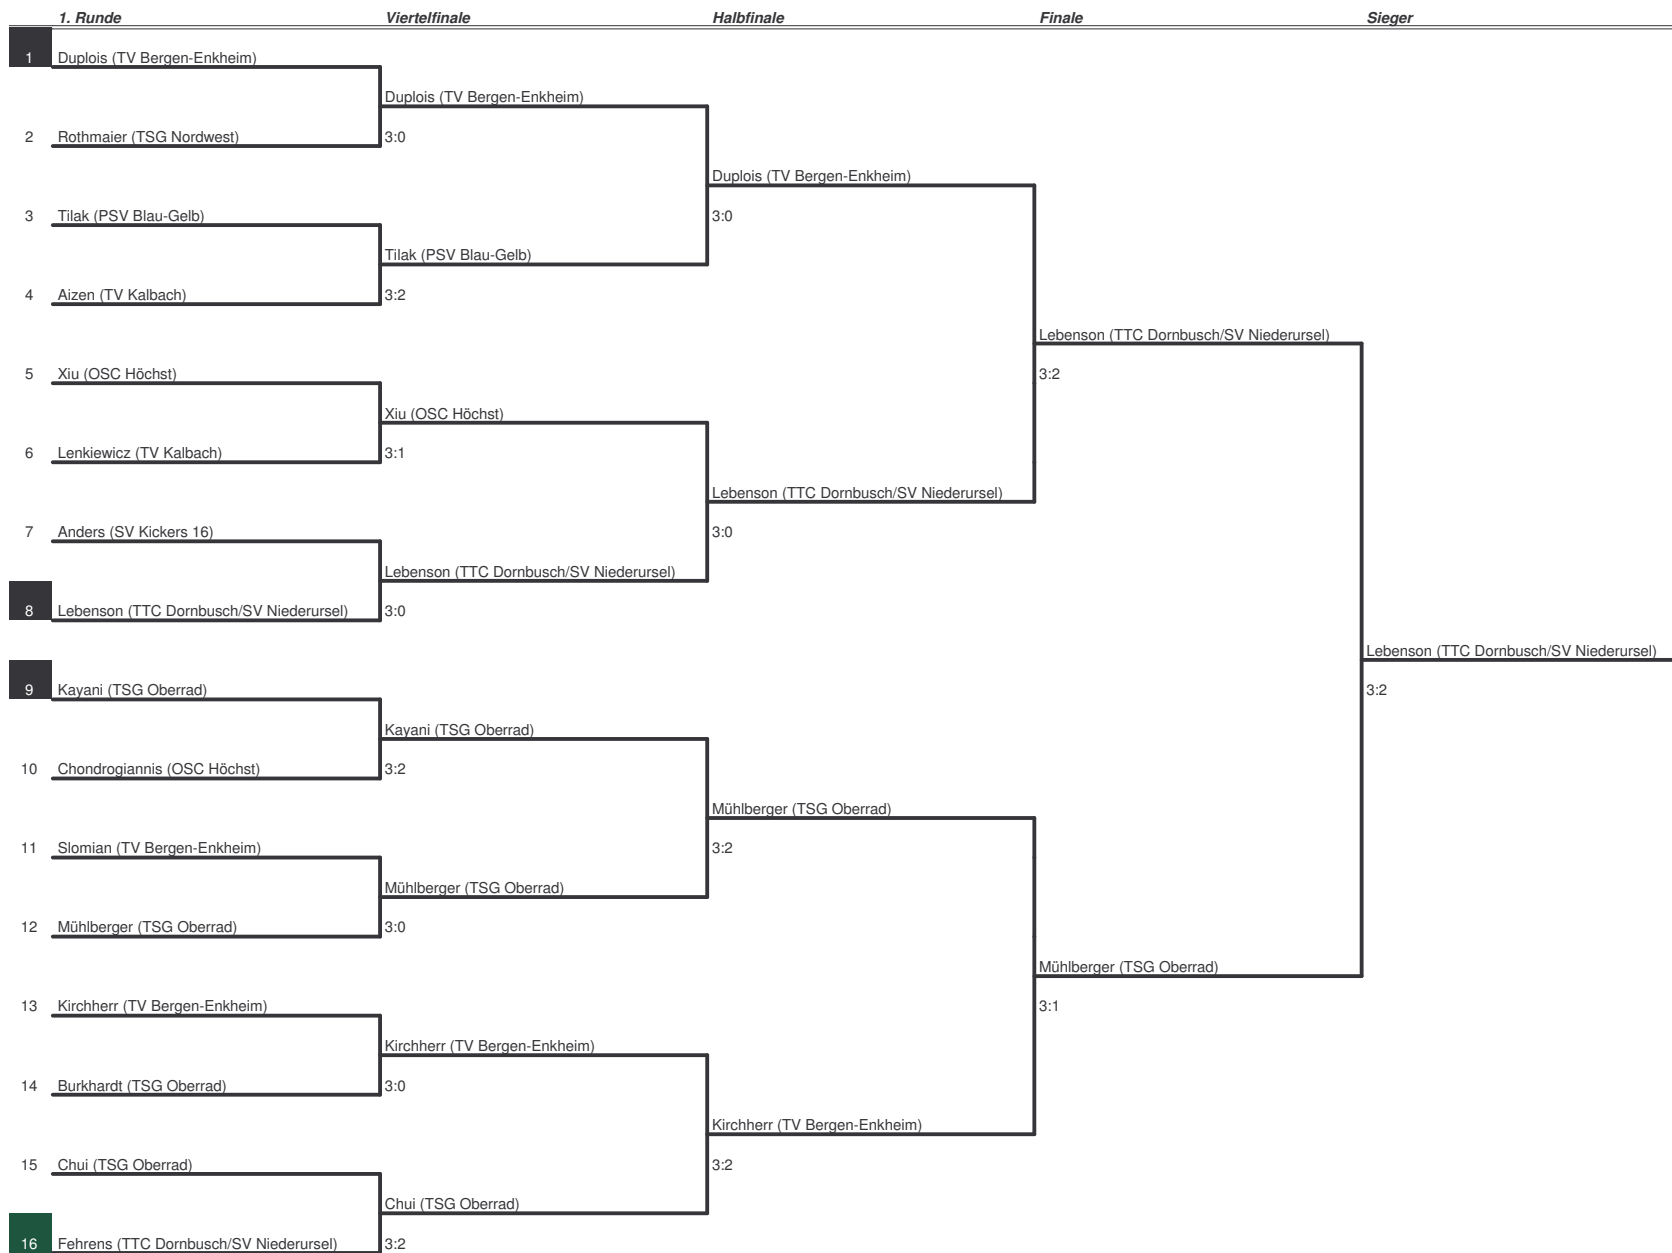 1. Runde Viertelfinale Halbfinale Finale Sieger
1 Duplois (TV Bergen-Enkheim)
Duplois (TV Bergen-Enkheim)
2 Rothmaier (TSG Nordwest) 3:0
Duplois (TV Bergen-Enkheim)
3 Tilak (PSV Blau-Gelb) 3:0
Tilak (PSV Blau-Gelb)
4 Aizen (TV Kalbach) 3:2
Lebenson (TTC Dornbusch/SV Niederursel)
5 Xiu (OSC Höchst) 3:2
Xiu (OSC Höchst)
6 Lenkiewicz (TV Kalbach) 3:1
Lebenson (TTC Dornbusch/SV Niederursel)
7 Anders (SV Kickers 16) 3:0
Lebenson (TTC Dornbusch/SV Niederursel)
8 Lebenson (TTC Dornbusch/SV Niederursel) 3:0
Lebenson (TTC Dornbusch/SV Niederursel)
9 Kayani (TSG Oberrad) 3:2
Kayani (TSG Oberrad)
10 Chondrogiannis (OSC Höchst) 3:2
Mühlberger (TSG Oberrad)
11 Slomian (TV Bergen-Enkheim) 3:2
Mühlberger (TSG Oberrad)
12 Mühlberger (TSG Oberrad) 3:0
Mühlberger (TSG Oberrad)
13 Kirchherr (TV Bergen-Enkheim) 3:1
Kirchherr (TV Bergen-Enkheim)
14 Burkhardt (TSG Oberrad) 3:0
Kirchherr (TV Bergen-Enkheim)
15 Chui (TSG Oberrad) 3:2
Chui (TSG Oberrad)
16 Fehrens (TTC Dornbusch/SV Niederursel) 3:2